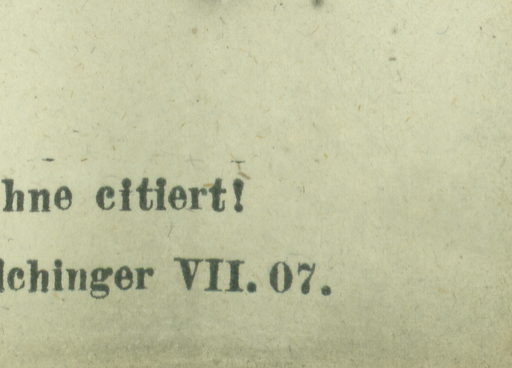 hne citiert!
lchinger VII. 07.